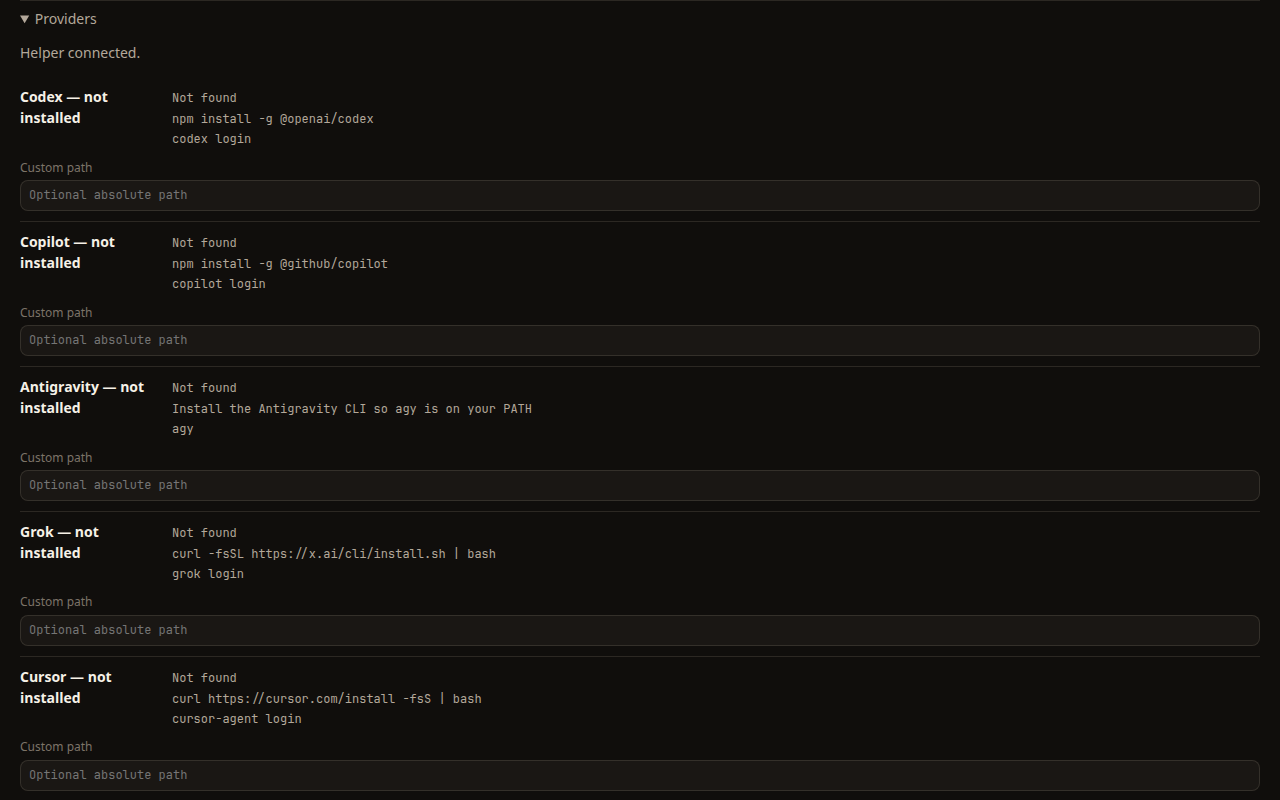 ▼ Providers
Helper connected.
Codex — not
installed
Not found
npm install -g @openai/codex
codex login
Custom path
Optional absolute path
Copilot — not
installed
Not found
npm install -g @github/copilot
copilot login
Custom path
Optional absolute path
Antigravity — not
installed
Not found
Install the Antigravity CLI so agy is on your PATH
agy
Custom path
Optional absolute path
Grok — not
installed
Not found
curl -fsSL https://x.ai/cli/install.sh | bash
grok login
Custom path
Optional absolute path
Cursor — not
installed
Not found
curl https://cursor.com/install -fsS | bash
cursor-agent login
Custom path
Optional absolute path